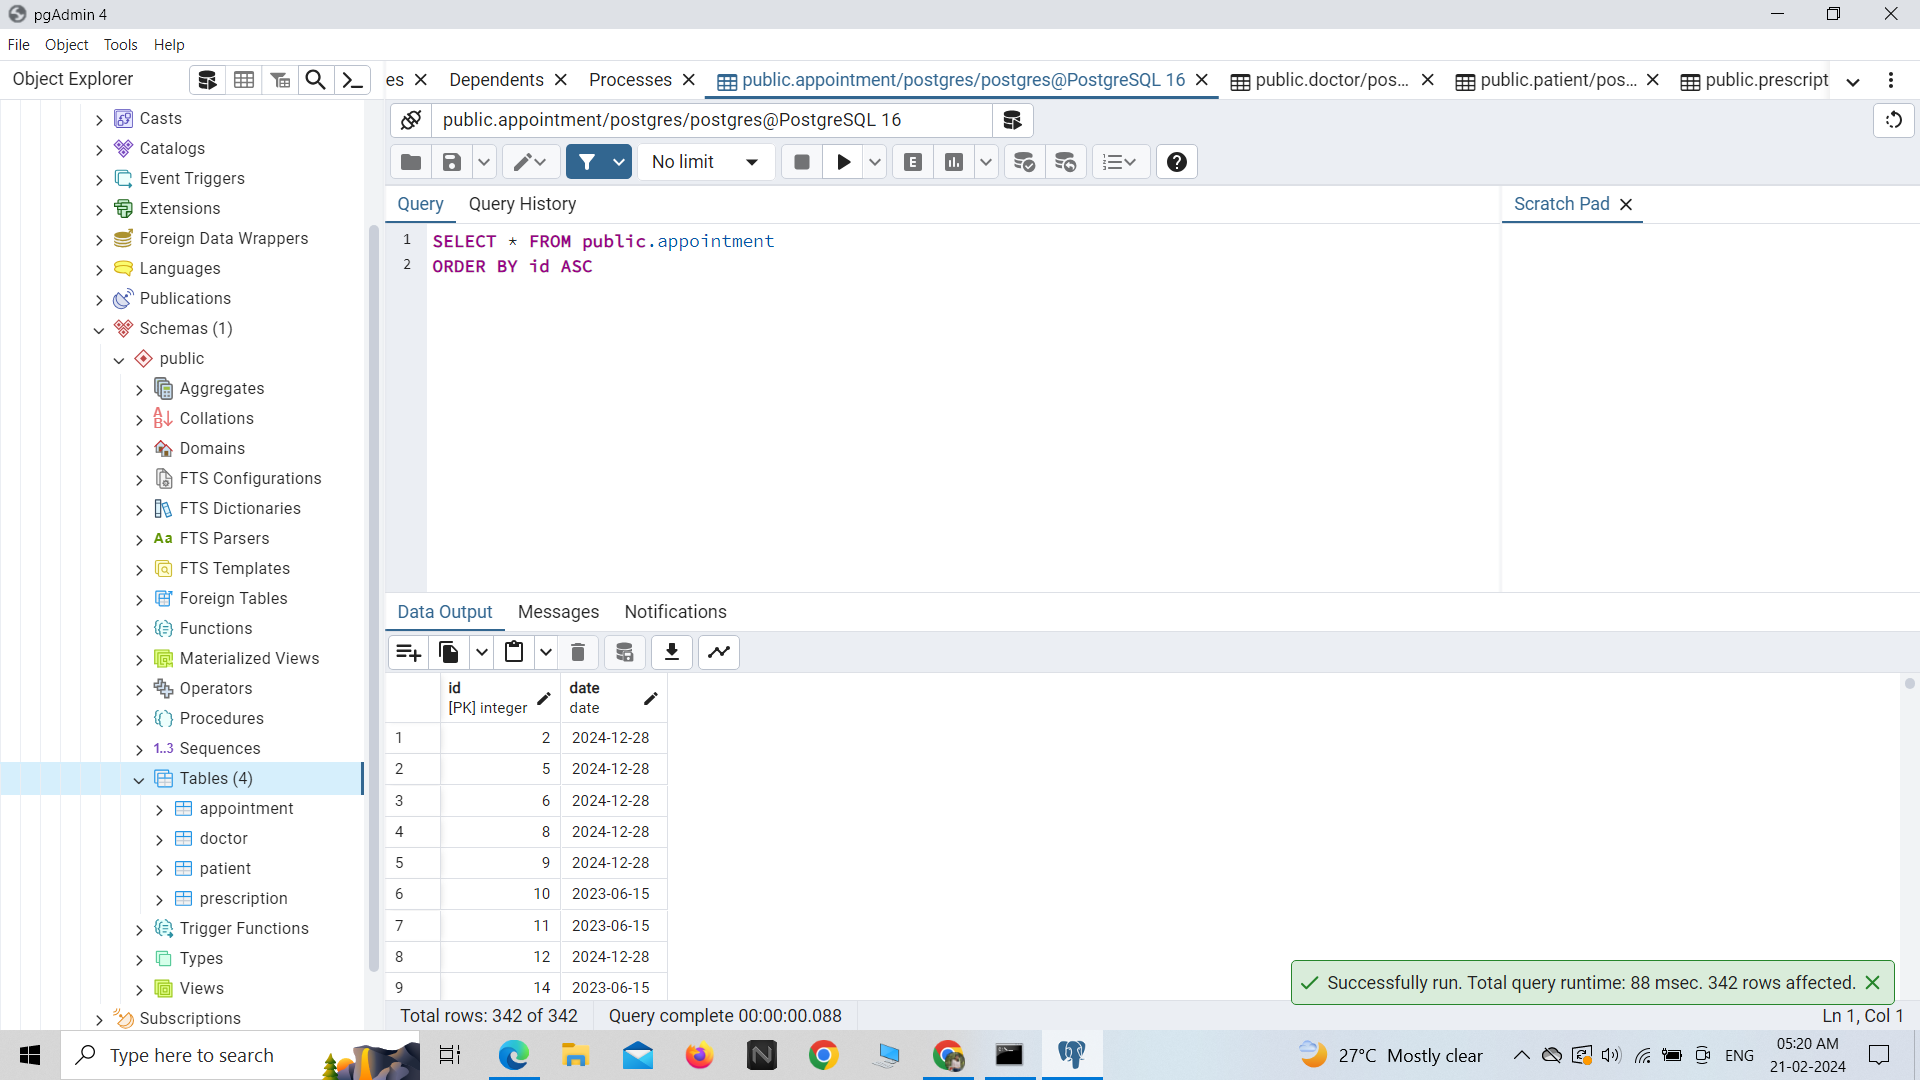 pgAdmin 4
File Object Tools Help
Object Explorer
es Dependents Processes public.appointment/postgres/postgres@PostgreSQL 16 public.doctor/pos... public.patient/pos... public.prescript
public.appointment/postgres/postgres@PostgreSQL 16
No limit
E
Query Query History
Scratch Pad
1 SELECT * FROM public.appointment
2 ORDER BY id ASC
Casts
Catalogs
Event Triggers
Extensions
Foreign Data Wrappers
Languages
Publications
Schemas (1)
public
Aggregates
Collations
Domains
FTS Configurations
FTS Dictionaries
Aa FTS Parsers
FTS Templates
Foreign Tables
Functions
Materialized Views
Operators
Procedures
1..3 Sequences
Tables (4)
appointment
doctor
patient
prescription
Trigger Functions
Types
Views
Subscriptions
Data Output Messages Notifications
id date
[PK] integer date
1 2 2024-12-28
2 5 2024-12-28
3 6 2024-12-28
4 8 2024-12-28
5 9 2024-12-28
6 10 2023-06-15
7 11 2023-06-15
8 12 2024-12-28
9 14 2023-06-15
Successfully run. Total query runtime: 88 msec. 342 rows affected.
Total rows: 342 of 342 Query complete 00:00:00.088 Ln 1, Col 1
Type here to search
27°C Mostly clear
ENG
05:20 AM
21-02-2024